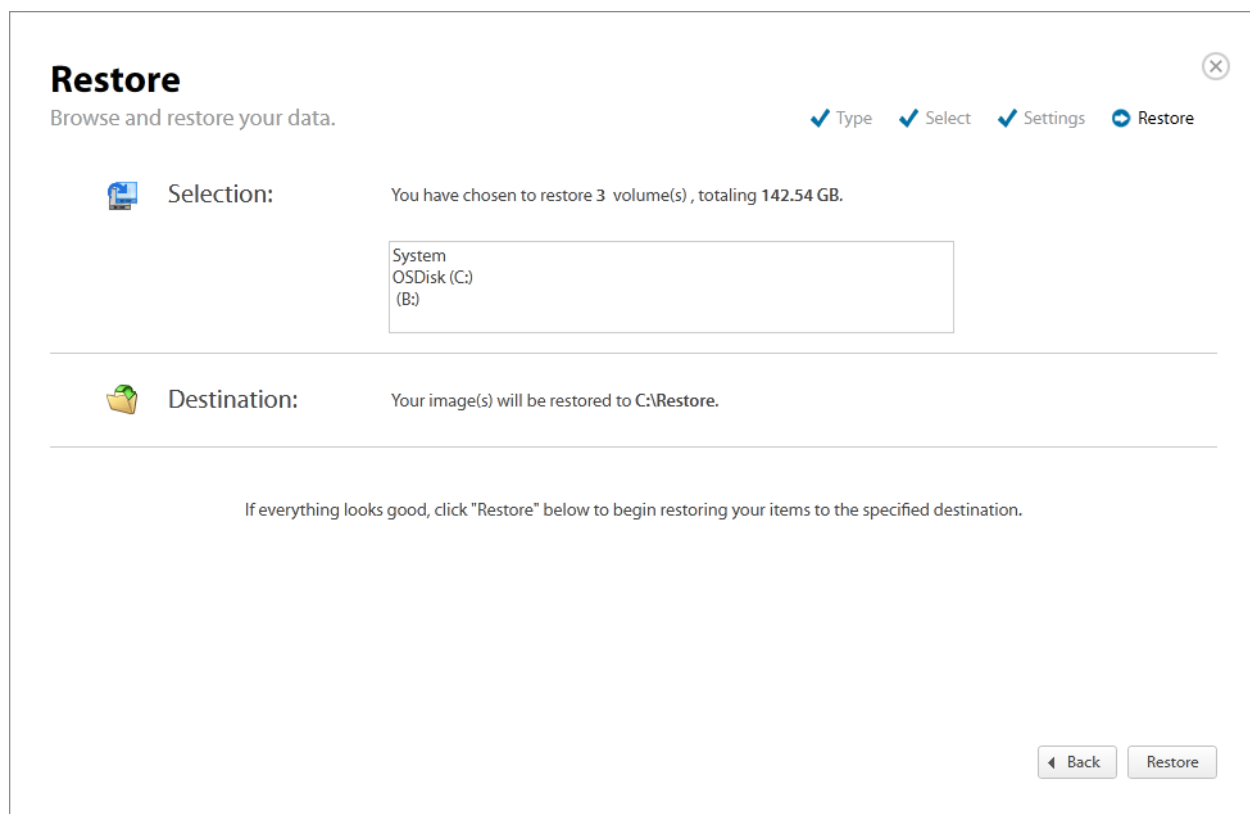 Restore
Browse and restore your data.
Type Select Settings Restore
Selection:
You have chosen to restore 3 volume(s) , totaling 142.54 GB.
System
OSDisk (C:)
(B:)
Destination:
Your image(s) will be restored to C:\Restore.
If everything looks good, click "Restore" below to begin restoring your items to the specified destination.
Back Restore